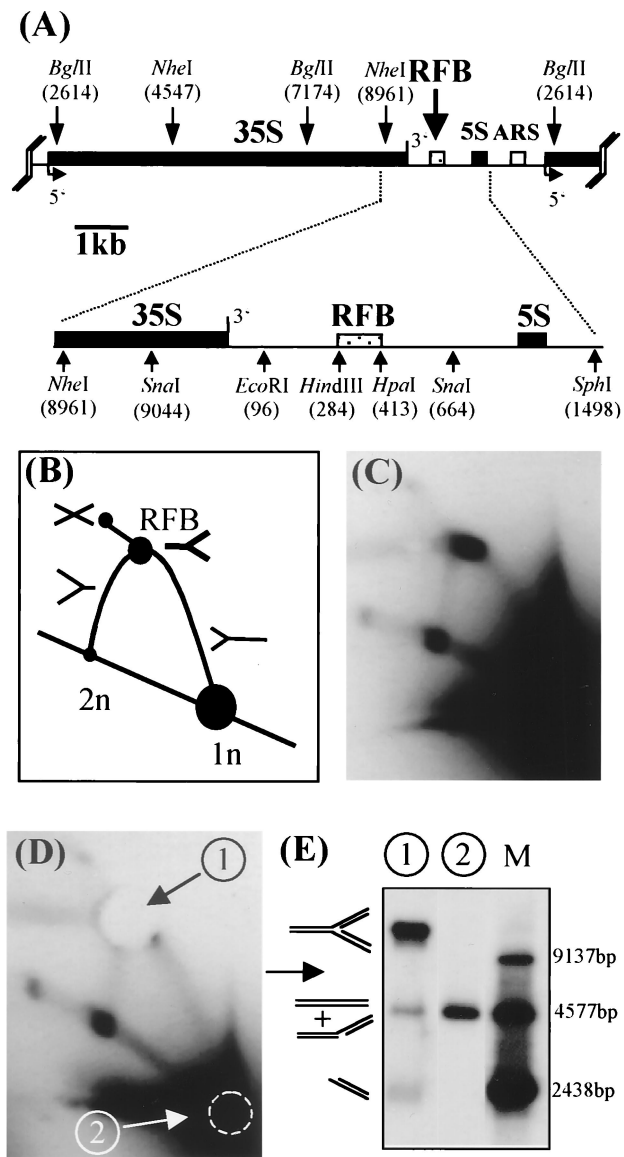 (A)
BglII NheI BglII NheI RFB BglII
(2614) (4547) (7174) (8961) (2614)
35S 3` 5S ARS
5` 5`
1kb
35S 3` RFB 5S
NheI SnaI EcoRI HindIII HpaI SnaI SphI
(8961) (9044) (96) (284) (413) (664) (1498)
(B)
RFB
2n
1n
(C)
(D)
1
2
(E) 1 2 M
9137bp
+ 4577bp
2438bp